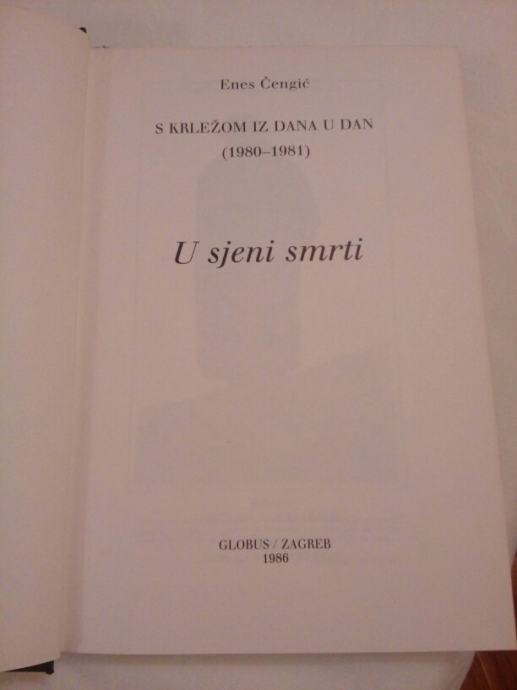 Enes Čengić
S KRLEŽOM IZ DANA U DAN
(1980–1981)
U sjeni smrti
GLOBUS / ZAGREB
1986